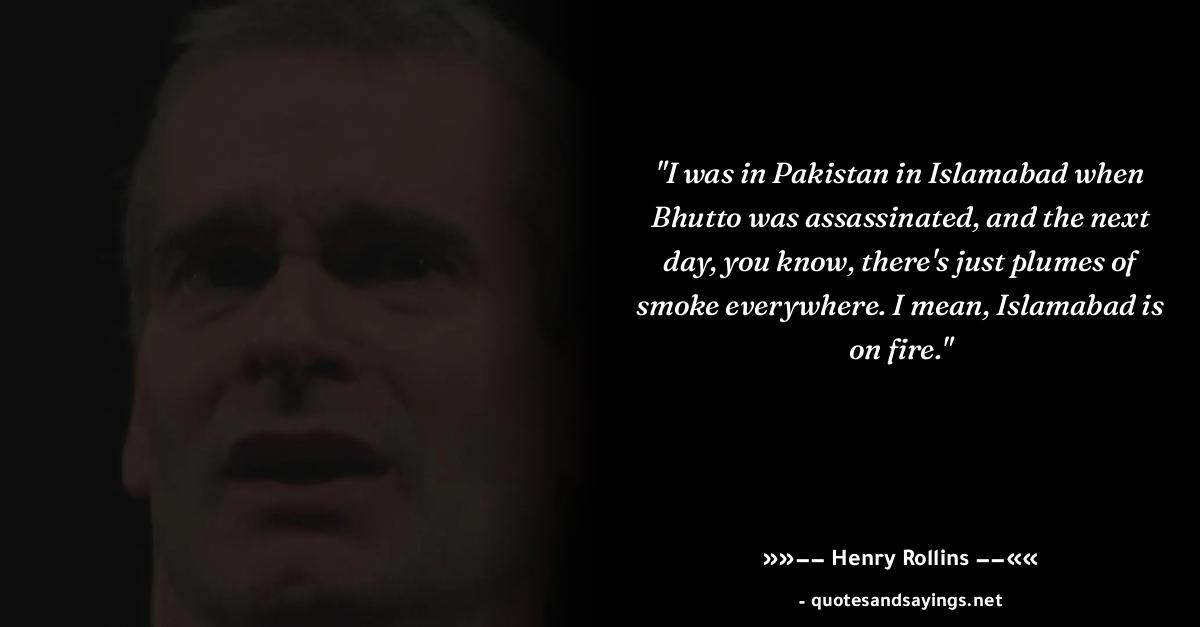 "I was in Pakistan in Islamabad when
Bhutto was assassinated, and the next
day, you know, there's just plumes of
smoke everywhere. I mean, Islamabad is
on fire."
»»−− Henry Rollins −−««
- quotesandsayings.net